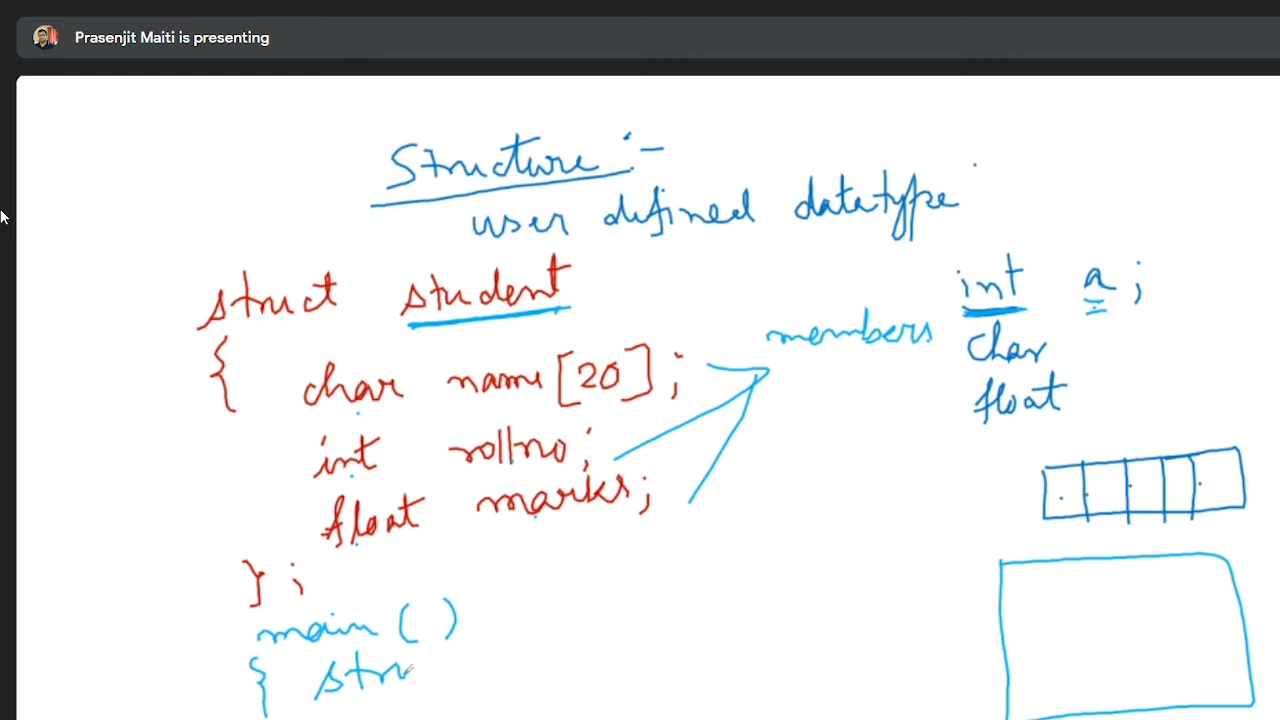 Prasenjit Maiti is presenting
Structure :-
user defined datatype
struct student
{ char name[20];
int rollno;
float marks;
};
main()
{ stru
members
int a;
char
float